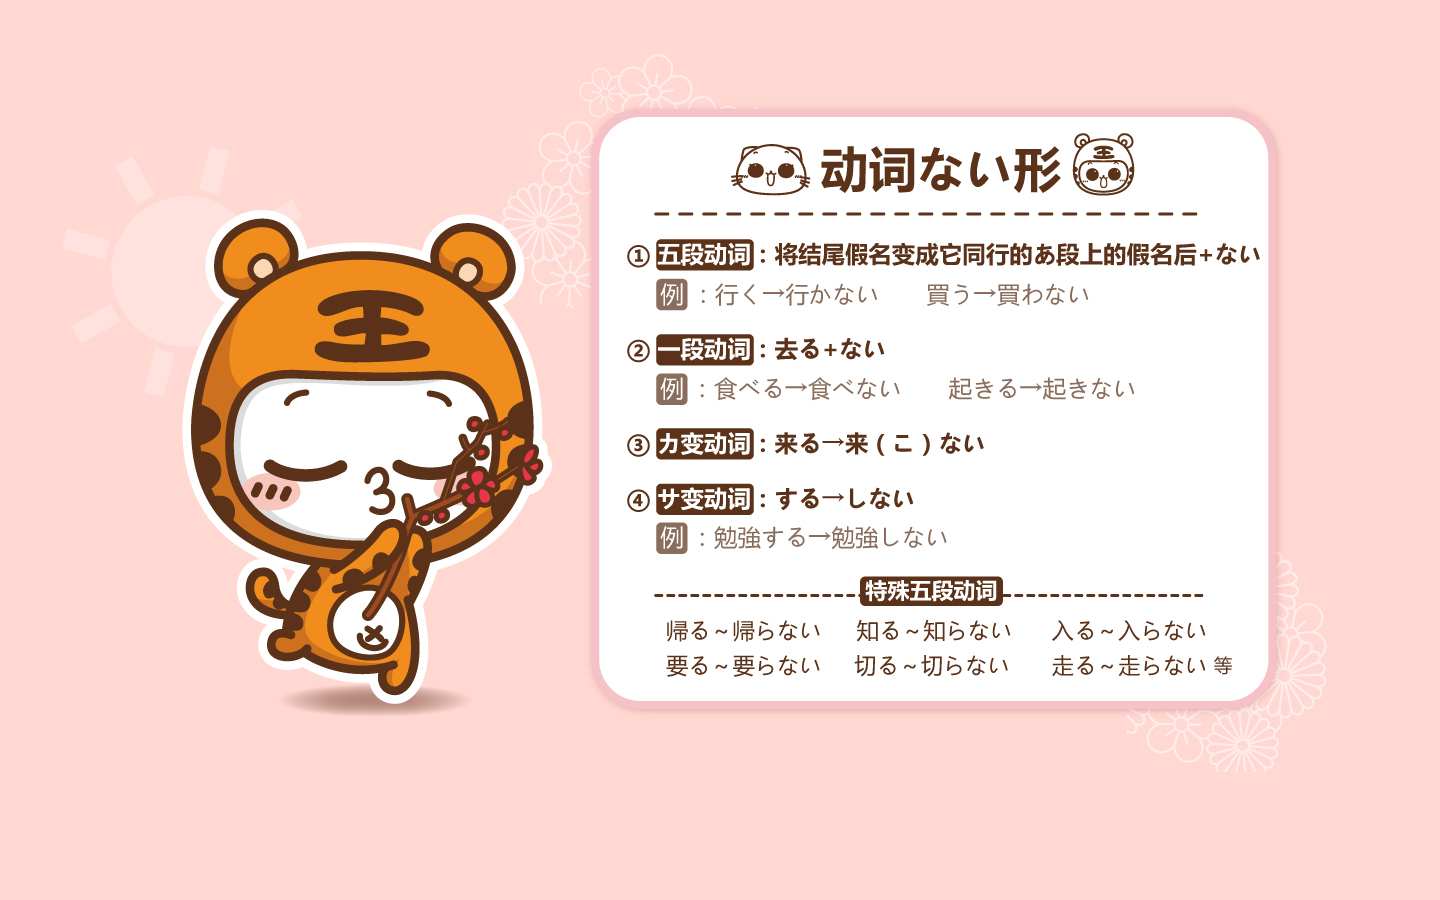 动词ない形
① 五段动词：将结尾假名变成它同行的あ段上的假名后+ない
例：行く→行かない　買う→買わない
② 一段动词：去る+ない
例：食べる→食べない　起きる→起きない
③ カ变动词：来る→来（こ）ない
④ サ变动词：する→しない
例：勉強する→勉強しない
特殊五段动词
帰る~帰らない　知る~知らない　入る~入らない
要る~要らない　切る~切らない　走る~走らない 等
王